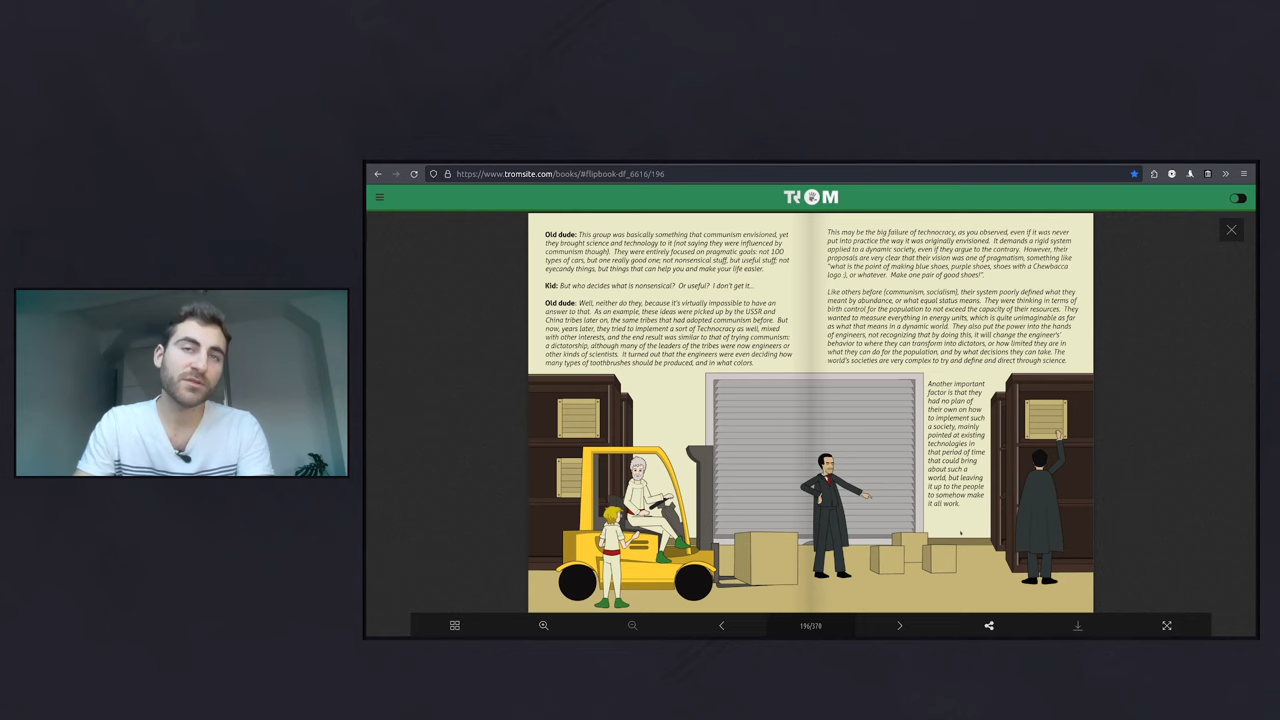 https://www.tromsite.com/books/#flipbook-df_6616/196
TROM
Old dude: This group was basically something that communism envisioned, yet
they brought science and technology to it (not saying they were influenced by
communism though). They were entirely focused on pragmatic goals: not 100
types of cars, but one really good one; not nonsensical stuff, but useful stuff; not
eyecandy things, but things that can help you and make your life easier.
Kid: But who decides what is nonsensical? Or useful? I don't get it...
Old dude: Well, neither do they, because it's virtually impossible to have an
answer to that. As an example, these ideas were picked up by the USSR and
China tribes later on, the same tribes that had adopted communism before. But
now, years later, they tried to implement a sort of Technocracy as well, mixed
with other interests, and the end result was similar to that of trying communism:
a dictatorship, although many of the leaders of the tribes were now engineers or
other kinds of scientists. It turned out that the engineers were even deciding how
many types of toothbrushes should be produced, and in what colors.
This may be the big failure of technocracy, as you observed, even if it was never
put into practice the way it was originally envisioned. It demands a rigid system
applied to a dynamic society, even if they argue to the contrary. However, their
proposals are very clear that their vision was one of pragmatism, something like
"what is the point of making blue shoes, purple shoes, shoes with a Chewbacca
logo :), or whatever. Make one pair of good shoes!".
Like others before (communism, socialism), their system poorly defined what they
meant by abundance, or what equal status means. They were thinking in terms of
birth control for the population to not exceed the capacity of their resources. They
wanted to measure everything in energy units, which is quite unimaginable as far
as what that means in a dynamic world. They also put the power into the hands
of engineers, not recognizing that by doing this, it will change the engineer's'
behavior to where they can transform into dictators, or how limited they are in
what they can do for the population, and by what decisions they can take. The
world's societies are very complex to try and define and direct through science.
Another important
factor is that they
had no plan of
their own on how
to implement such
a society, mainly
pointed at existing
technologies in
that period of time
that could bring
about such a
world, but leaving
it up to the people
to somehow make
it all work.
196/370